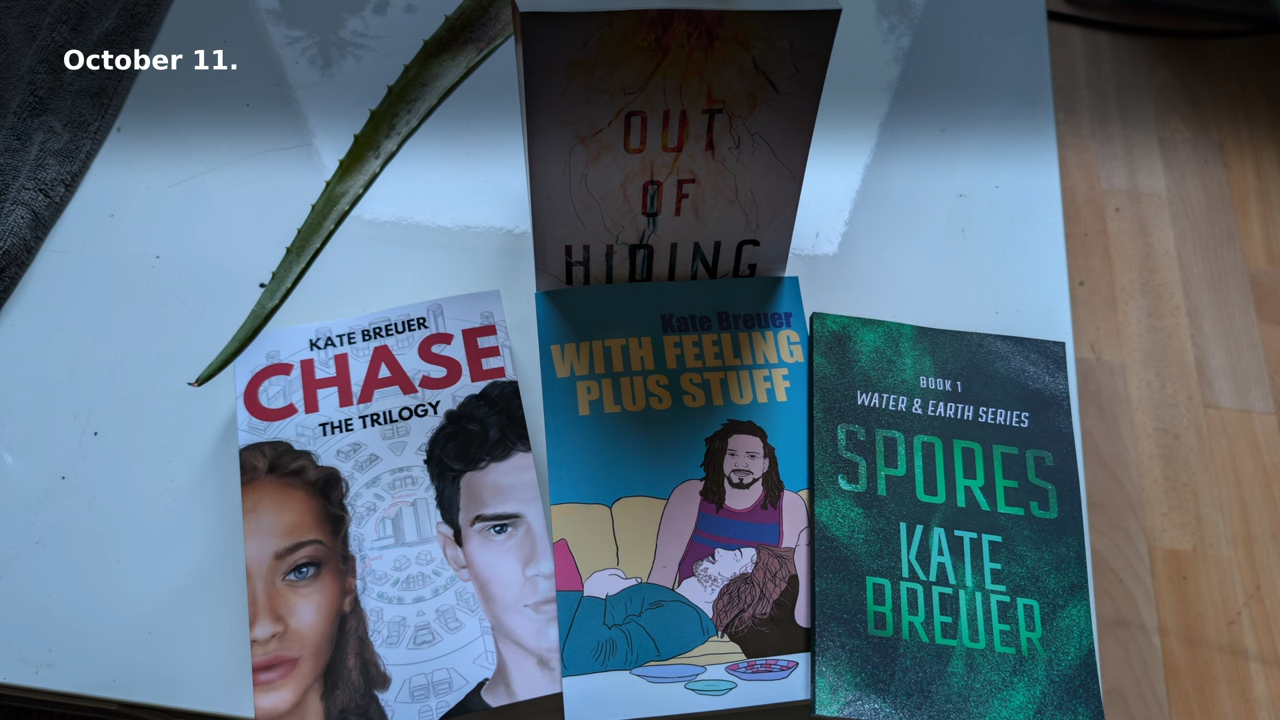 October 11.
OUT
OF
HIDING
KATE BREUER
CHASE
THE TRILOGY
Kate Breuer
WITH FEELING
PLUS STUFF
BOOK 1
WATER & EARTH SERIES
SPORES
KATE
BREUER